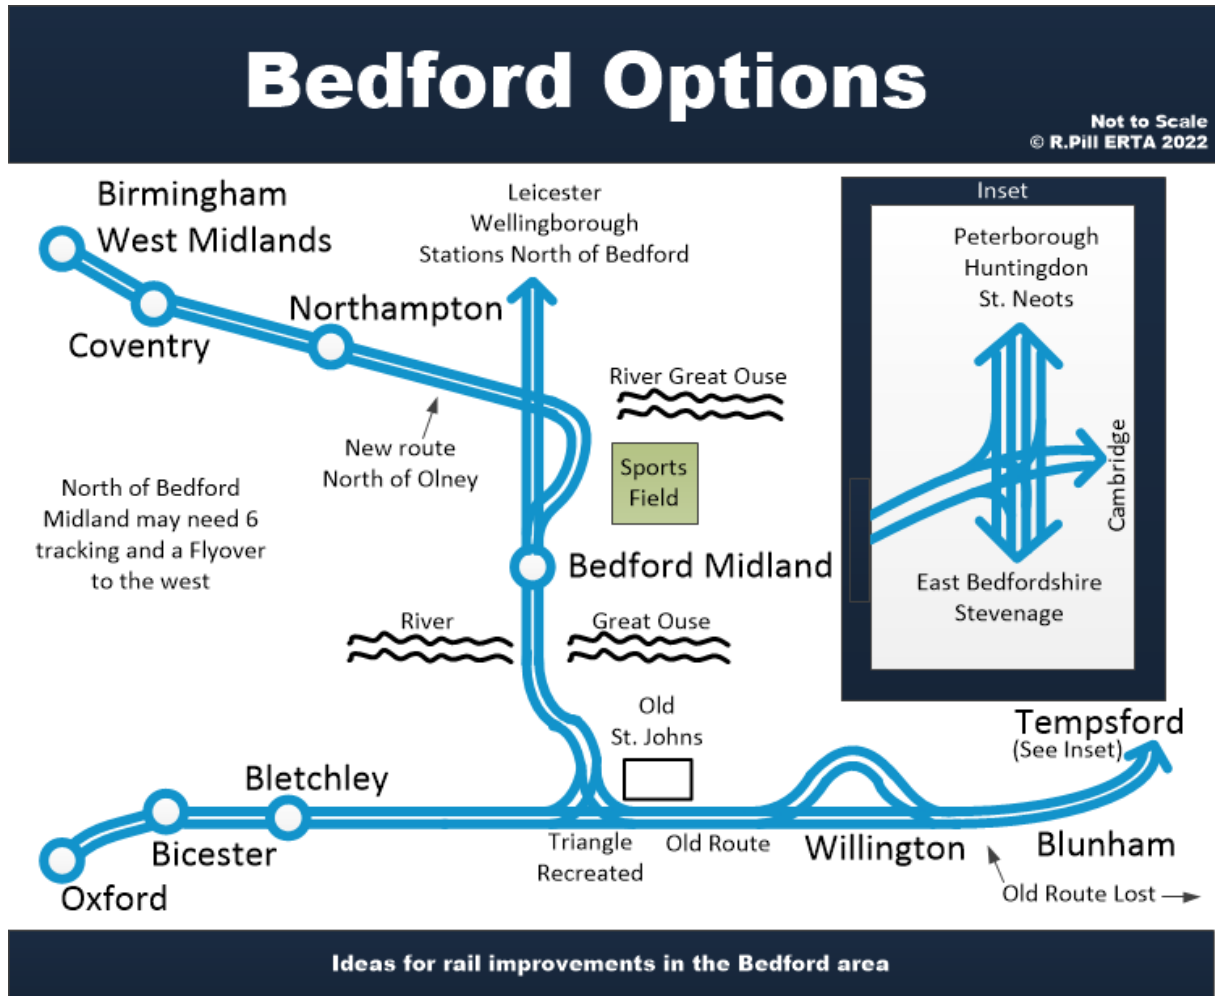 Bedford Options
Not to Scale
© R.Pill ERTA 2022
Birmingham
West Midlands
Coventry
Northampton
Leicester
Wellingborough
Stations North of Bedford
New route
North of Olney
North of Bedford
Midland may need 6
tracking and a Flyover
to the west
River Great Ouse
Sports
Field
Bedford Midland
River
Great Ouse
Inset
Peterborough
Huntingdon
St. Neots
Cambridge
East Bedfordshire
Stevenage
Old
St. Johns
Tempsford
(See Inset)
Bletchley
Bicester
Oxford
Triangle
Recreated
Old Route
Willington
Blunham
Old Route Lost
Ideas for rail improvements in the Bedford area